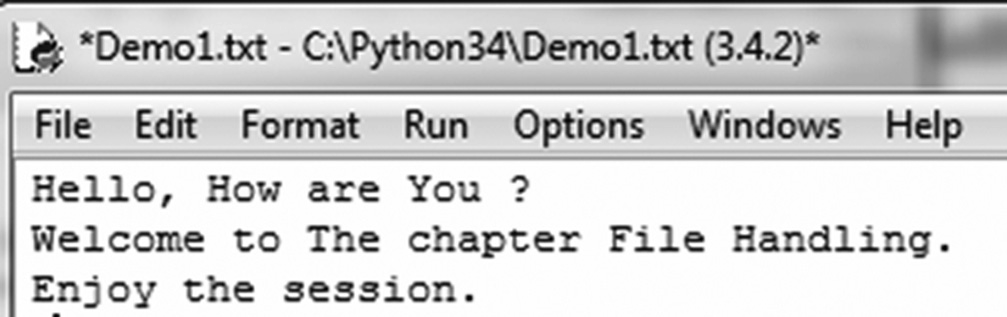 *Demo1.txt - C:\Python34\Demo1.txt (3.4.2)*
File Edit Format Run Options Windows Help
Hello, How are You ?
Welcome to The chapter File Handling.
Enjoy the session.